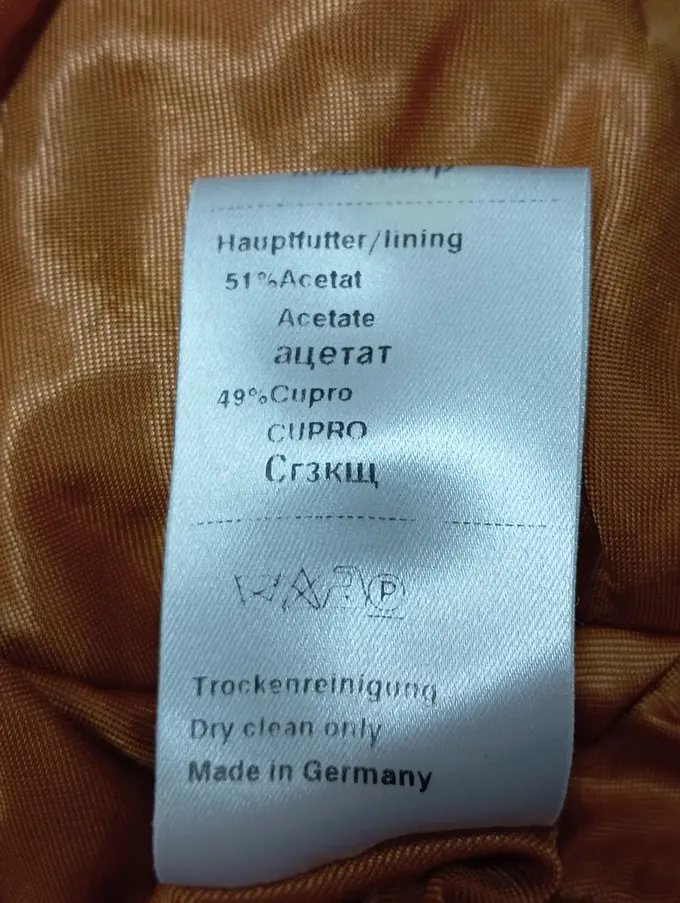 Hauptfutter/lining
51%Acetat
Acetate
ацетат
49%Cupro
CUPRO
Сгзкщ
P
Trockenreinigung
Dry clean only
Made in Germany